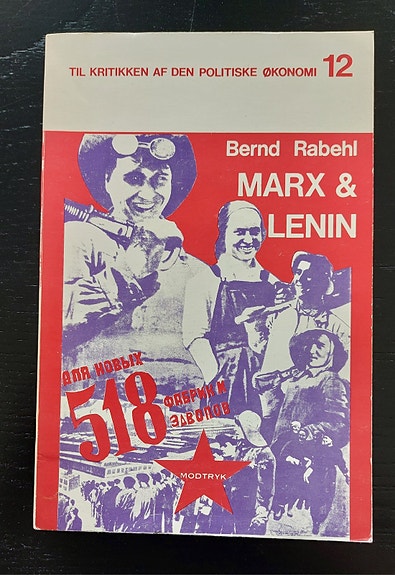 TIL KRITIKKEN AF DEN POLITISKE ØKONOMI 12
Bernd Rabehl
MARX &
LENIN
ДЛЯ НОВЫХ
518
ФАБРИК И
ЗАВОДОВ
MODTRYK